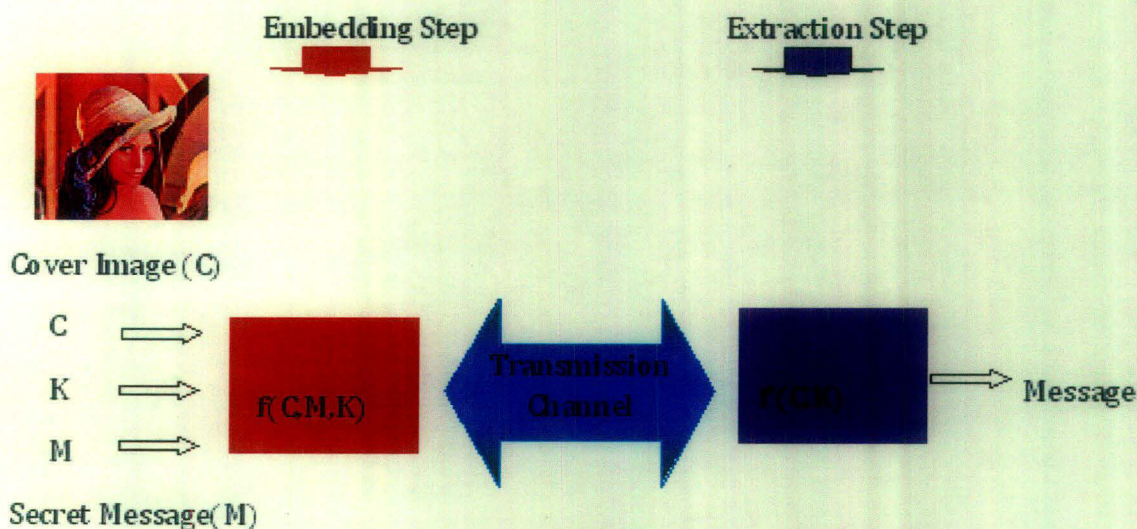 Embedding Step
Extraction Step
Cover Image (C)
C
K
M
f(C,M,K)
Transmission
Channel
Message
Secret Message(M)